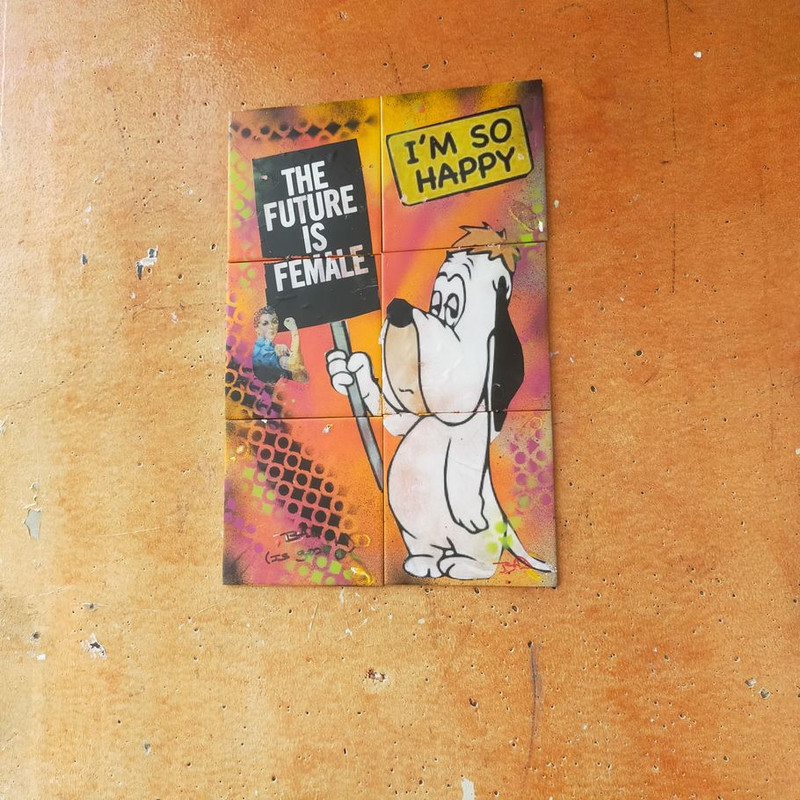 THE
FUTURE
IS
FEMALE
I'M SO
HAPPY